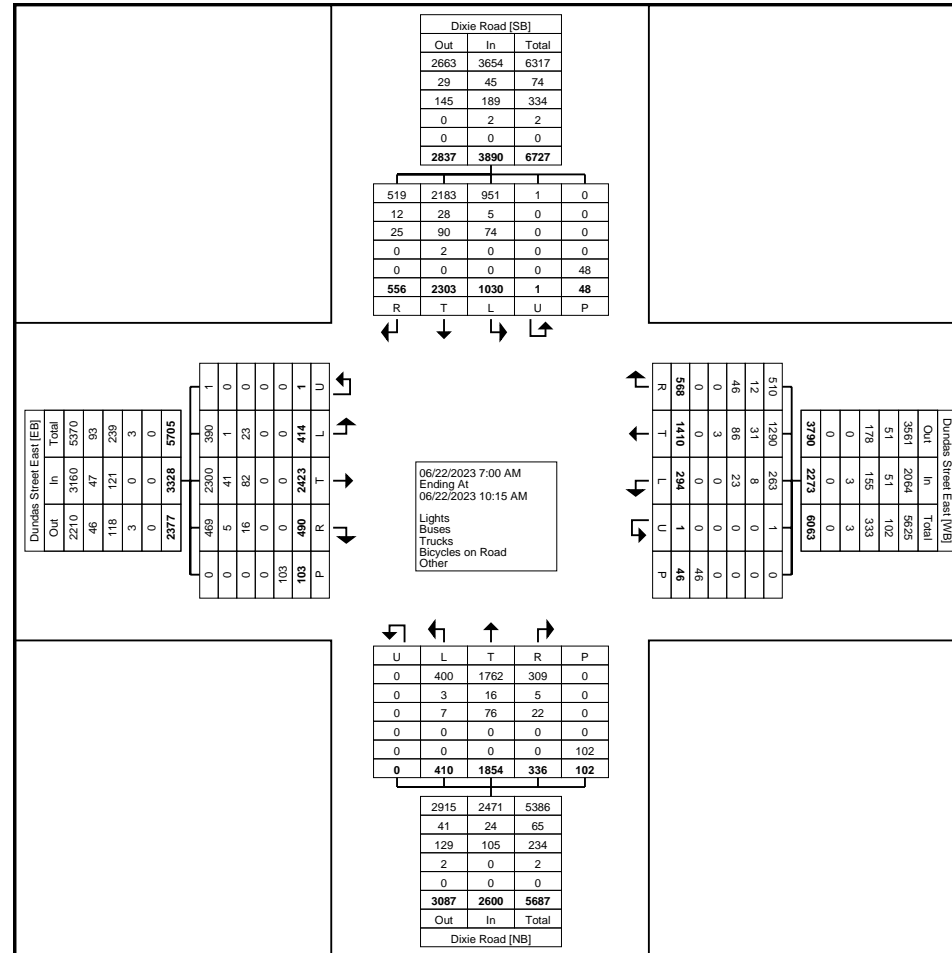 Dixie Road [SB]
Out In Total
2663 3654 6317
29 45 74
145 189 334
0 2 2
0 0 0
2837 3890 6727
519 2183 951 1 0
12 28 5 0 0
25 90 74 0 0
0 2 0 0 0
0 0 0 0 48
556 2303 1030 1 48
R T L U P
Dundas Street East [EB]
Total In Out
5370 3160 2210
93 47 46
239 121 118
3 0 3
0 0 0
5705 3328 2377
1 390 2300 469 0
0 1 41 5 0
0 23 82 16 0
0 0 0 0 0
0 0 0 0 103
1 414 2423 490 103
U L T R P
06/22/2023 7:00 AM
Ending At
06/22/2023 10:15 AM
Lights
Buses
Trucks
Bicycles on Road
Other
Dundas Street East [WB]
Out In Total
3561 2064 5625
51 51 102
178 155 333
0 3 3
0 0 0
3790 2273 6063
510 1290 263 1 0
12 31 8 0 0
46 86 23 0 0
0 3 0 0 0
0 0 0 0 46
568 1410 294 1 46
R T L U P
U L T R P
0 400 1762 309 0
0 3 16 5 0
0 7 76 22 0
0 0 0 0 0
0 0 0 0 102
0 410 1854 336 102
2915 2471 5386
41 24 65
129 105 234
2 0 2
0 0 0
3087 2600 5687
Out In Total
Dixie Road [NB]